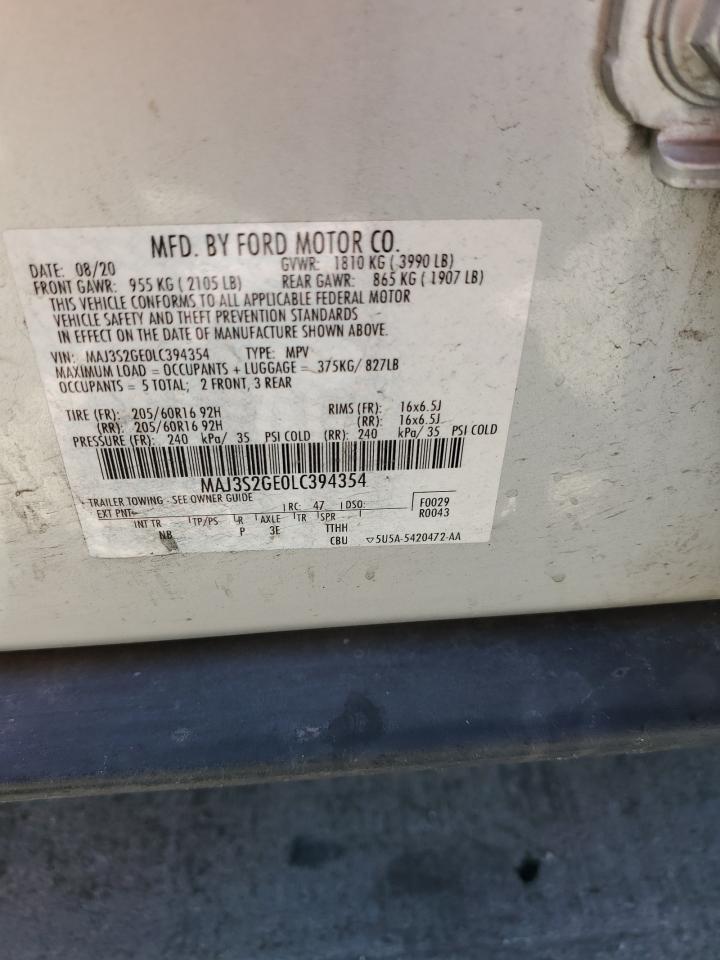 MFD. BY FORD MOTOR CO.
DATE: 08/20 GVWR: 1810 KG ( 3990 LB)
FRONT GAWR: 955 KG ( 2105 LB) REAR GAWR: 865 KG ( 1907 LB)
THIS VEHICLE CONFORMS TO ALL APPLICABLE FEDERAL MOTOR
VEHICLE SAFETY AND THEFT PREVENTION STANDARDS
IN EFFECT ON THE DATE OF MANUFACTURE SHOWN ABOVE.
VIN: MAJ3S2GE0LC394354 TYPE: MPV
MAXIMUM LOAD = OCCUPANTS + LUGGAGE = 375KG/ 827LB
OCCUPANTS = 5 TOTAL; 2 FRONT, 3 REAR
TIRE (FR): 205/60R16 92H RIMS (FR): 16x6.5J
(RR): 205/60R16 92H (RR): 16x6.5J
PRESSURE (FR): 240 kPa/ 35 PSI COLD (RR): 240 kPa/ 35 PSI COLD
MAJ3S2GE0LC394354
TRAILER TOWING - SEE OWNER GUIDE
EXT PNT: RC: 47 DSO: F0029
R0043
INT TR TP/PS R AXLE TR SPR
NB P 3E TTHH
CBU ▽5U5A-5420472-AA